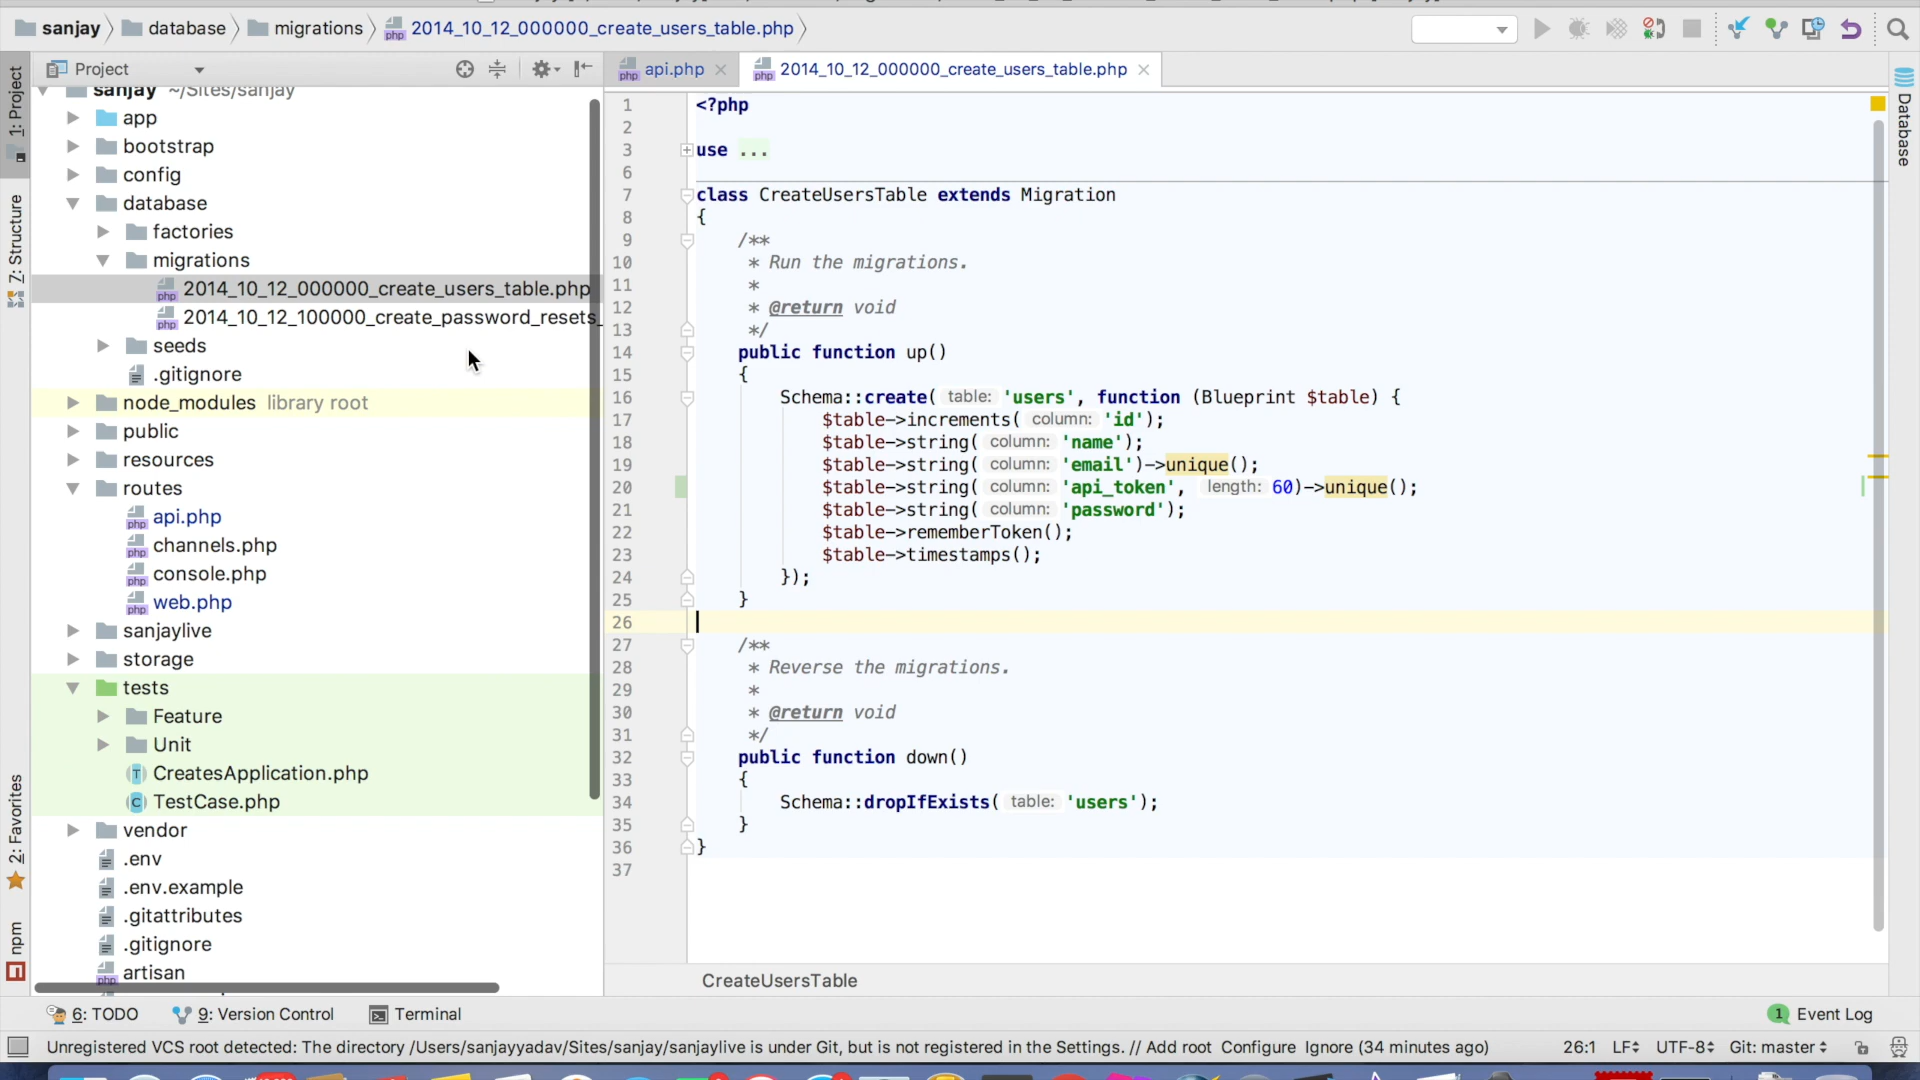 sanjay database migrations 2014_10_12_000000_create_users_table.php
1: Project
Z: Structure
2: Favorites
npm
Project
sanjay ~/Sites/sanjay
app
bootstrap
config
database
factories
migrations
2014_10_12_000000_create_users_table.php
2014_10_12_100000_create_password_resets_
seeds
.gitignore
node_modules library root
public
resources
routes
api.php
channels.php
console.php
web.php
sanjaylive
storage
tests
Feature
Unit
CreatesApplication.php
TestCase.php
vendor
.env
.env.example
.gitattributes
.gitignore
artisan
api.php 2014_10_12_000000_create_users_table.php
1 <?php
2
3 use ...
6
7 class CreateUsersTable extends Migration
8 {
9 /**
10 * Run the migrations.
11 *
12 * @return void
13 */
14 public function up()
15 {
16 Schema::create( table: 'users', function (Blueprint $table) {
17 $table->increments( column: 'id');
18 $table->string( column: 'name');
19 $table->string( column: 'email')->unique();
20 $table->string( column: 'api_token', length: 60)->unique();
21 $table->string( column: 'password');
22 $table->rememberToken();
23 $table->timestamps();
24 });
25 }
26
27 /**
28 * Reverse the migrations.
29 *
30 * @return void
31 */
32 public function down()
33 {
34 Schema::dropIfExists( table: 'users');
35 }
36 }
37
CreateUsersTable
Database
6: TODO 9: Version Control Terminal 1 Event Log
Unregistered VCS root detected: The directory /Users/sanjayyadav/Sites/sanjay/sanjaylive is under Git, but is not registered in the Settings. // Add root Configure Ignore (34 minutes ago) 26:1 LF UTF-8 Git: master